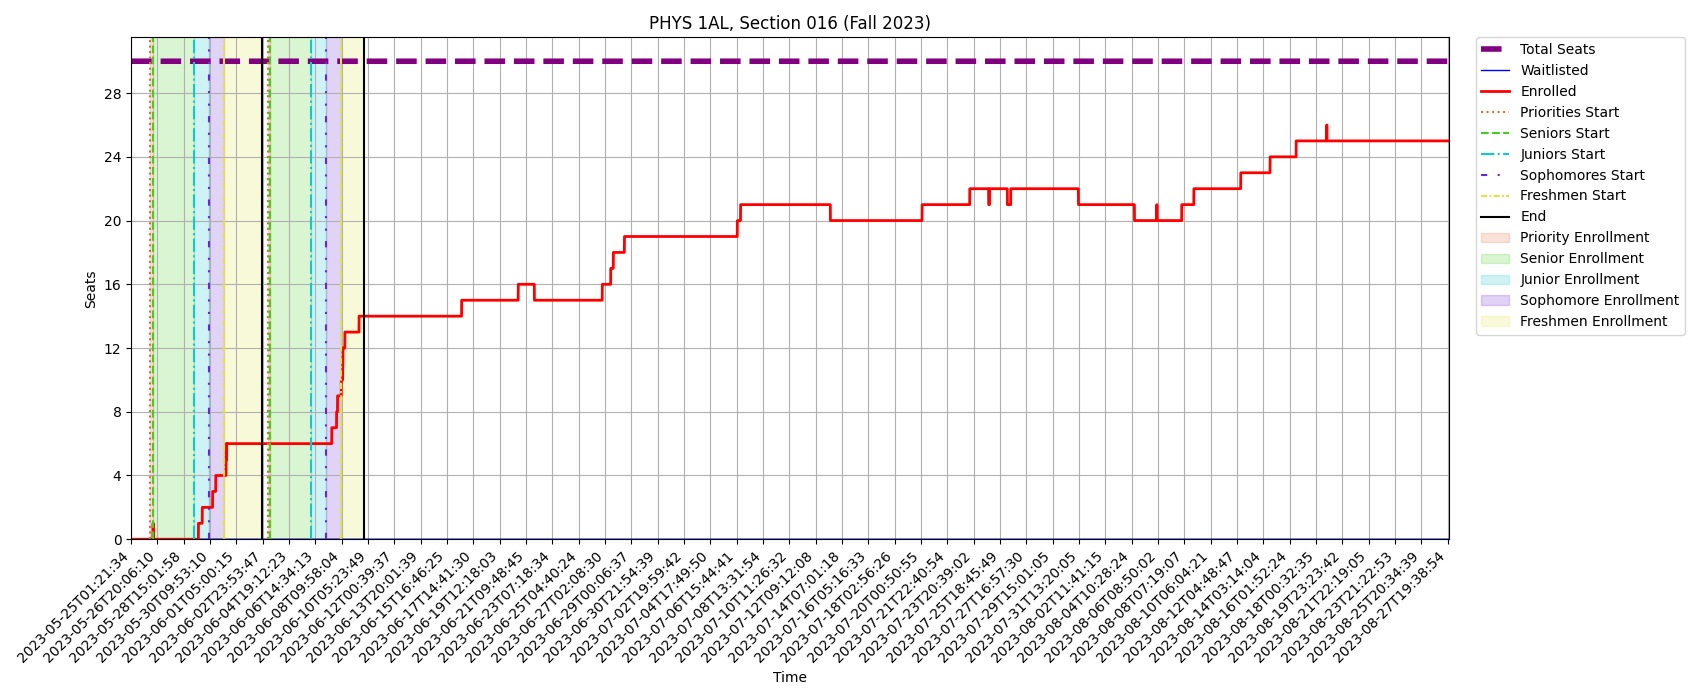 PHYS 1AL, Section 016 (Fall 2023)
Total Seats
Waitlisted
Enrolled
Priorities Start
Seniors Start
Juniors Start
Sophomores Start
Freshmen Start
End
Priority Enrollment
Senior Enrollment
Junior Enrollment
Sophomore Enrollment
Freshmen Enrollment
Seats
28
24
20
16
12
8
4
0
2023-05-25T01:21:34
2023-05-26T20:06:10
2023-05-28T15:01:58
2023-05-30T09:53:10
2023-06-01T05:00:15
2023-06-02T23:53:47
2023-06-04T19:12:23
2023-06-06T14:34:13
2023-06-08T09:58:04
2023-06-10T05:23:49
2023-06-12T00:39:37
2023-06-13T20:01:39
2023-06-15T16:46:25
2023-06-17T14:41:30
2023-06-19T12:18:03
2023-06-21T09:48:45
2023-06-23T07:18:34
2023-06-25T04:40:24
2023-06-27T02:08:30
2023-06-29T00:06:37
2023-06-30T21:54:39
2023-07-02T19:59:42
2023-07-04T17:49:50
2023-07-06T15:44:41
2023-07-08T13:31:54
2023-07-10T11:26:32
2023-07-12T09:12:08
2023-07-14T07:01:18
2023-07-16T05:16:33
2023-07-18T02:56:26
2023-07-20T00:50:55
2023-07-21T22:40:54
2023-07-23T20:39:02
2023-07-25T18:45:49
2023-07-27T16:57:30
2023-07-29T15:01:05
2023-07-31T13:20:05
2023-08-02T11:41:15
2023-08-04T10:28:24
2023-08-06T08:50:02
2023-08-08T07:19:07
2023-08-10T06:04:21
2023-08-12T04:48:47
2023-08-14T03:14:04
2023-08-16T01:52:24
2023-08-18T00:32:35
2023-08-19T23:23:42
2023-08-21T22:19:05
2023-08-23T21:22:53
2023-08-25T20:34:39
2023-08-27T19:38:54
Time